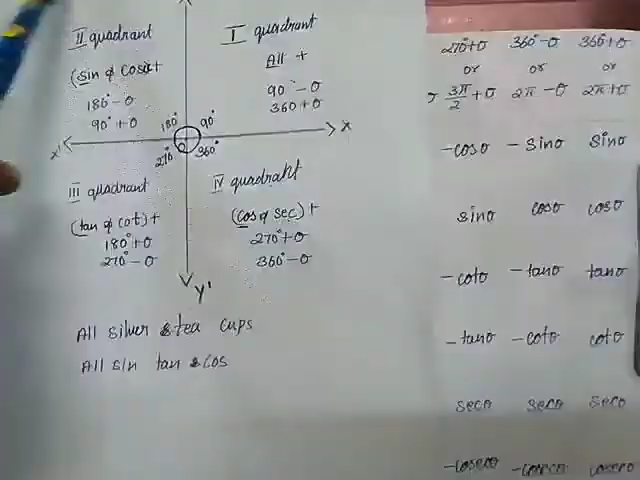 II quadrant
(sin & cosec+
180° - θ
90° + θ
I quadrant
All +
90° - θ
360 + θ
180°
90°
X'
X
270°
360°
III quadrant
(tan & cot) +
180° + θ
270° - θ
IV quadrant
(cos & sec) +
270° + θ
360° - θ
Y'
All silver & tea cups
All sin tan & cos
270°+θ 360°-θ 360°+θ
or or or
3π/2 + θ 2π - θ 2π + θ
-cosθ -sinθ sinθ
sinθ cosθ cosθ
-cotθ -tanθ tanθ
-tanθ -cotθ cotθ
secθ secθ
-cosecθ -cosecθ cosecθ